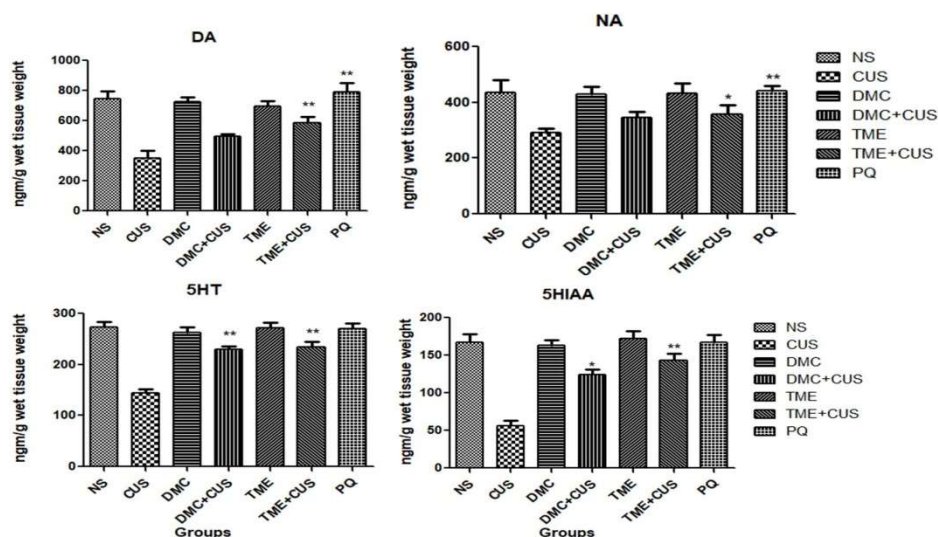 DA
ngm/g wet tissue weight
1000
800
600
400
200
0
**
**
NS
CUS
DMC
DMC+CUS
TME
TME+CUS
PQ
NA
ngm/g wet tissue weight
600
400
200
0
*
**
NS
CUS
DMC
DMC+CUS
TME
TME+CUS
PQ
NS
CUS
DMC
DMC+CUS
TME
TME+CUS
PQ
5HT
ngm/g wet tissue weight
300
200
100
0
**
**
NS
CUS
DMC
DMC+CUS
TME
TME+CUS
PQ
Groups
5HIAA
ngm/g wet tissue weight
200
150
100
50
0
*
**
NS
CUS
DMC
DMC+CUS
TME
TME+CUS
PQ
Groups
NS
CUS
DMC
DMC+CUS
TME
TME+CUS
PQ